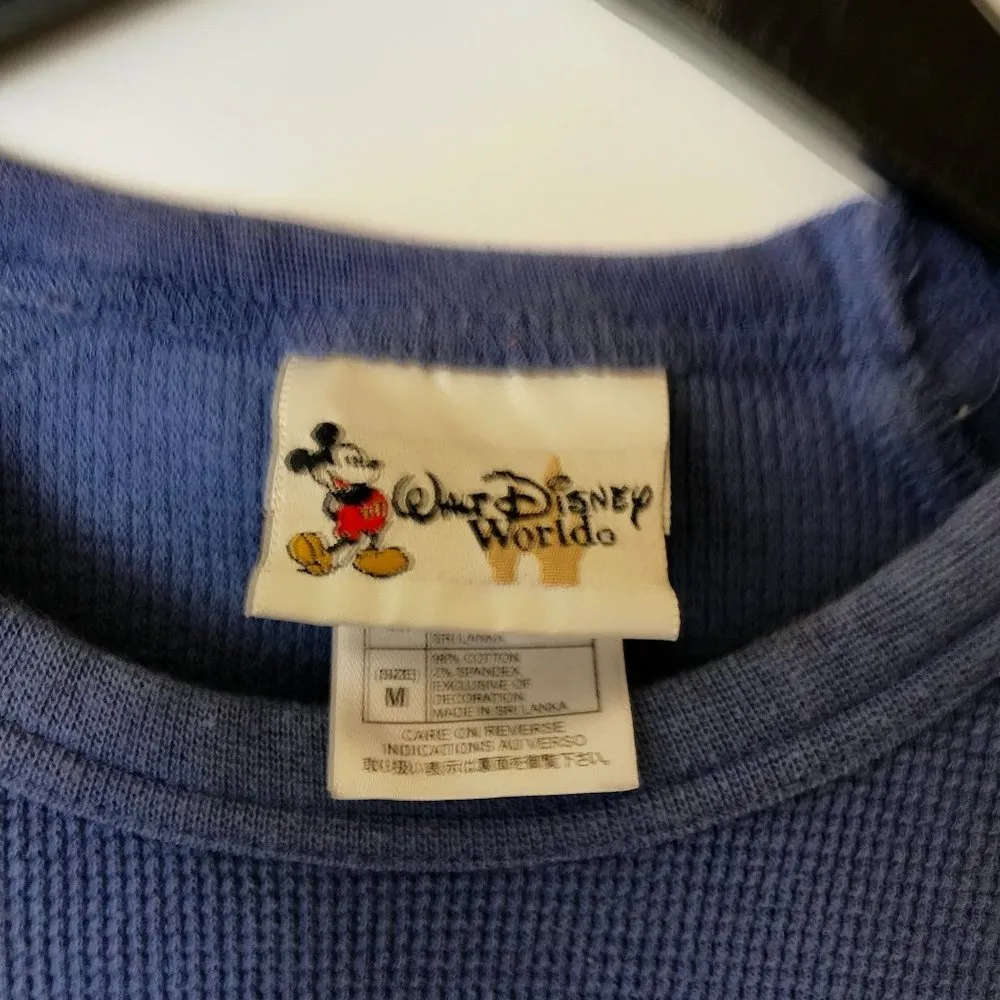 Walt Disney
World®
SRI LANKA
SIZE
M
98% COTTON
2% SPANDEX
EXCLUSIVE OF
DECORATION
MADE IN SRI LANKA
CARE ON REVERSE
INDICATIONS AU VERSO
取り扱い表示は裏面を御覧下さい。